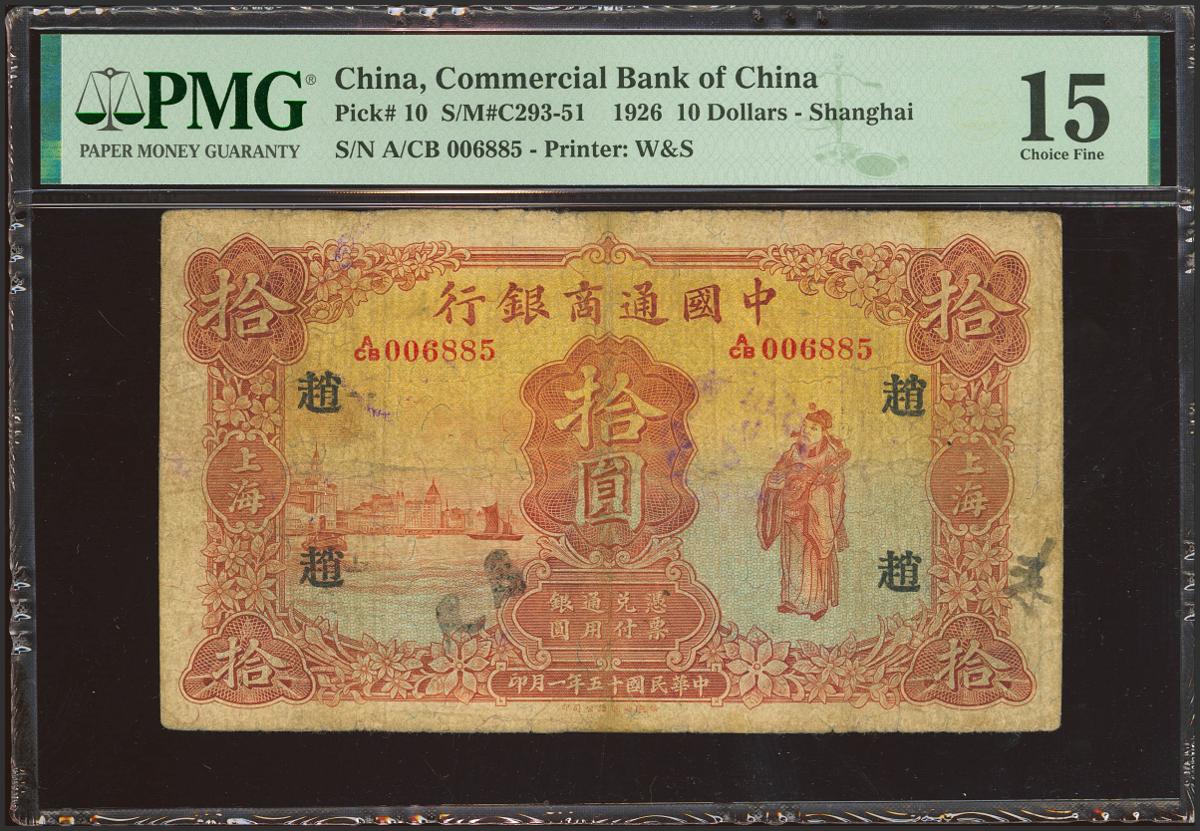 PMG®
PAPER MONEY GUARANTY
China, Commercial Bank of China
Pick# 10 S/M#C293-51 1926 10 Dollars - Shanghai
S/N A/CB 006885 - Printer: W&S
15
Choice Fine
拾
行銀商通國中
拾
A/CB 006885
A/CB 006885
趙
趙
拾圓
上海
上海
趙
趙
CB
銀通兑憑
圓用付票
拾
拾
印月一年五十國民華中